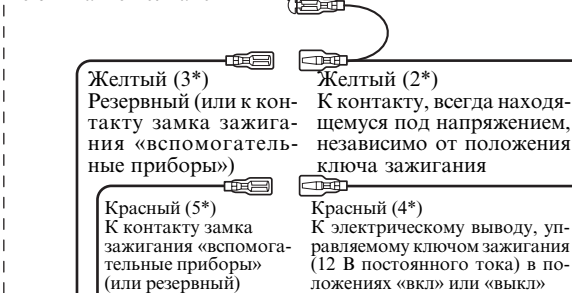 Желтый (3*)
Резервный (или к кон-
такту замка зажига-
ния «вспомогатель-
ные приборы»)
Желтый (2*)
К контакту, всегда находя-
щемуся под напряжением,
независимо от положения
ключа зажигания
Красный (5*)
К контакту замка
зажигания «вспомога-
тельные приборы»
(или резервный)
Красный (4*)
К электрическому выводу, уп-
равляемому ключом зажигания
(12 В постоянного тока) в по-
ложениях «вкл» или «выкл»